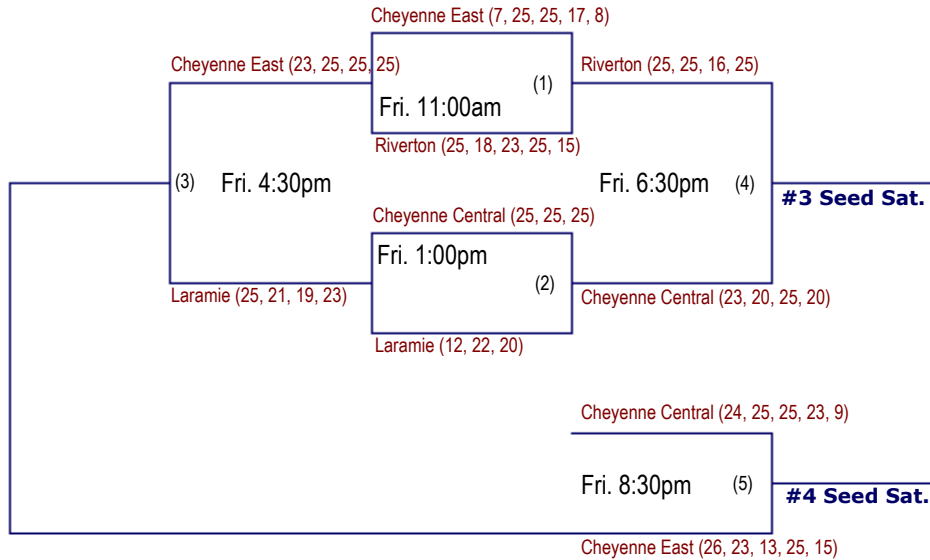 Cheyenne East (7, 25, 25, 17, 8)
Cheyenne East (23, 25, 25, 25)
Riverton (25, 25, 16, 25)
(1)
Fri. 11:00am
Riverton (25, 18, 23, 25, 15)
(3) Fri. 4:30pm
Fri. 6:30pm (4)
#3 Seed Sat.
Cheyenne Central (25, 25, 25)
Fri. 1:00pm
(2)
Laramie (25, 21, 19, 23)
Cheyenne Central (23, 20, 25, 20)
Laramie (12, 22, 20)
Cheyenne Central (24, 25, 25, 23, 9)
Fri. 8:30pm (5)
#4 Seed Sat.
Cheyenne East (26, 23, 13, 25, 15)